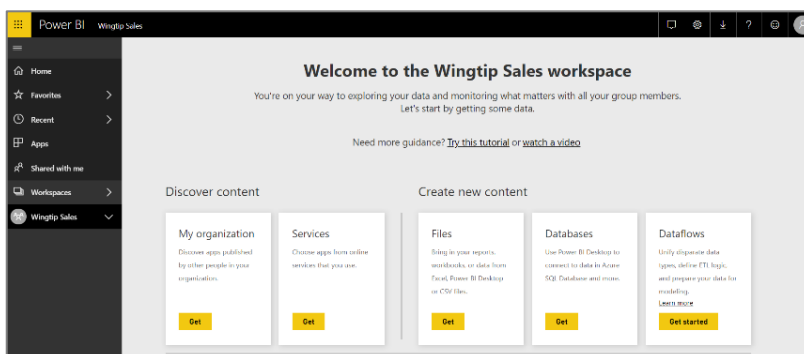 Power BI Wingtip Sales
?
Home
Favorites
Recent
Apps
Shared with me
Workspaces
Wingtip Sales
Welcome to the Wingtip Sales workspace
You're on your way to exploring your data and monitoring what matters with all your group members.
Let's start by getting some data.
Need more guidance? Try this tutorial or watch a video
Discover content
My organization
Discover apps published
by other people in your
organization.
Get
Services
Choose apps from online
services that you use.
Get
Create new content
Files
Bring in your reports,
workbooks, or data from
Excel, Power BI Desktop
or CSV files.
Get
Databases
Use Power BI Desktop to
connect to data in Azure
SQL Database and more.
Get
Dataflows
Unify disparate data
types, define ETL logic,
and prepare your data for
modeling.
Learn more
Get started